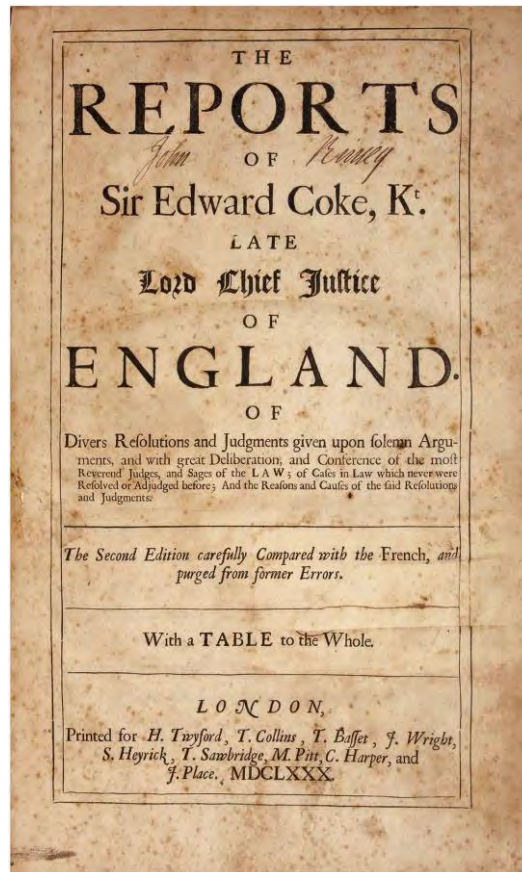 THE
REPORTS
John
OF
Sir Edward Coke, Kt.
LATE
Lord Chief Juſtice
OF
ENGLAND.
OF
Divers Reſolutions and Judgments given upon ſolemn Argu-
ments, and with great Deliberation, and Conference of the moſt
Reverend Judges, and Sages of the LAW; of Caſes in Law which never were
Reſolved or Adjudged before; And the Reaſons and Cauſes of the ſaid Reſolutions
and Judgments.
The Second Edition carefully Compared with the French, and
purged from former Errors.
With a TABLE to the Whole.
LONDON,
Printed for H. Twyford, T. Collins, T. Baſſet, J. Wright,
S. Heyrick, T. Sawbridge, M. Pitt, C. Harper, and
J. Place. MDCLXXX.